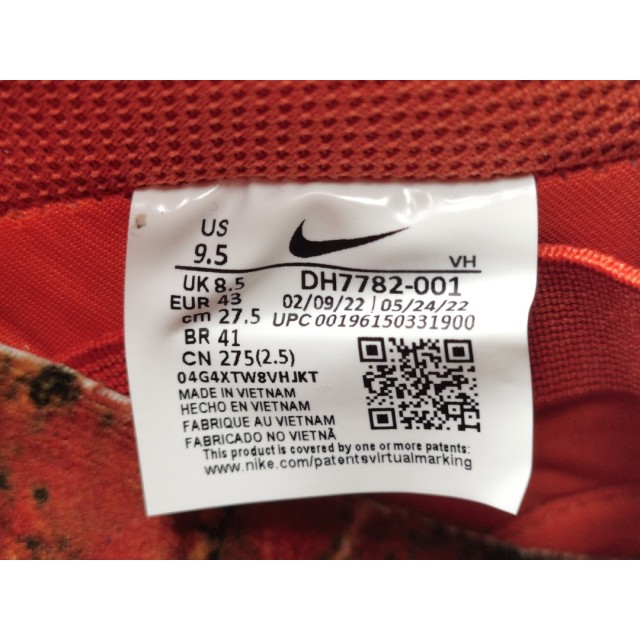 US
9.5
VH
UK 8.5
DH7782-001
EUR 43
02/09/22 | 05/24/22
cm 27.5
UPC 00196150331900
BR 41
CN 275(2.5)
04G4XTW8VHJKT
MADE IN VIETNAM
HECHO EN VIETNAM
FABRIQUE AU VIETNAM
FABRICADO NO VIETNÃ
This product is covered by one or more patents:
www.nike.com/patentsvirtualmarking